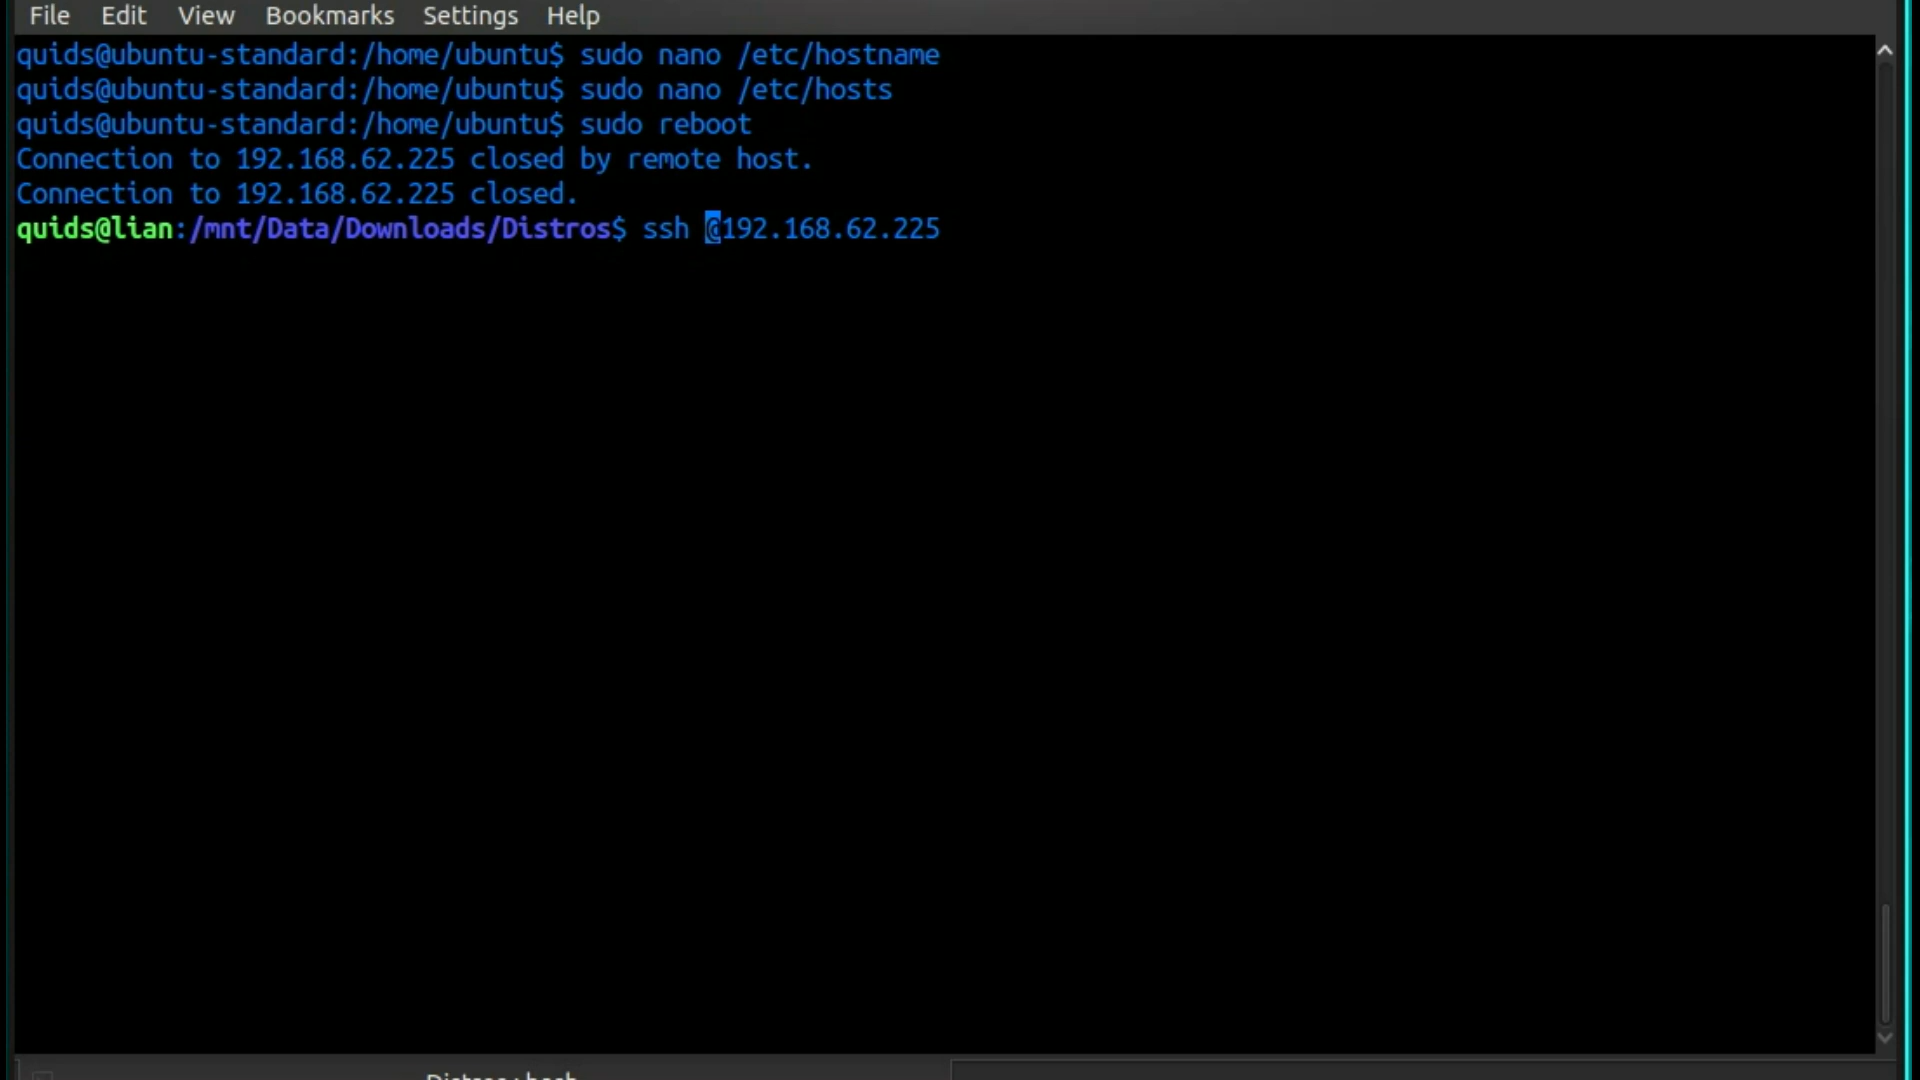 File Edit View Bookmarks Settings Help
quids@ubuntu-standard:/home/ubuntu$ sudo nano /etc/hostname
quids@ubuntu-standard:/home/ubuntu$ sudo nano /etc/hosts
quids@ubuntu-standard:/home/ubuntu$ sudo reboot
Connection to 192.168.62.225 closed by remote host.
Connection to 192.168.62.225 closed.
quids@lian:/mnt/Data/Downloads/Distros$ ssh @192.168.62.225